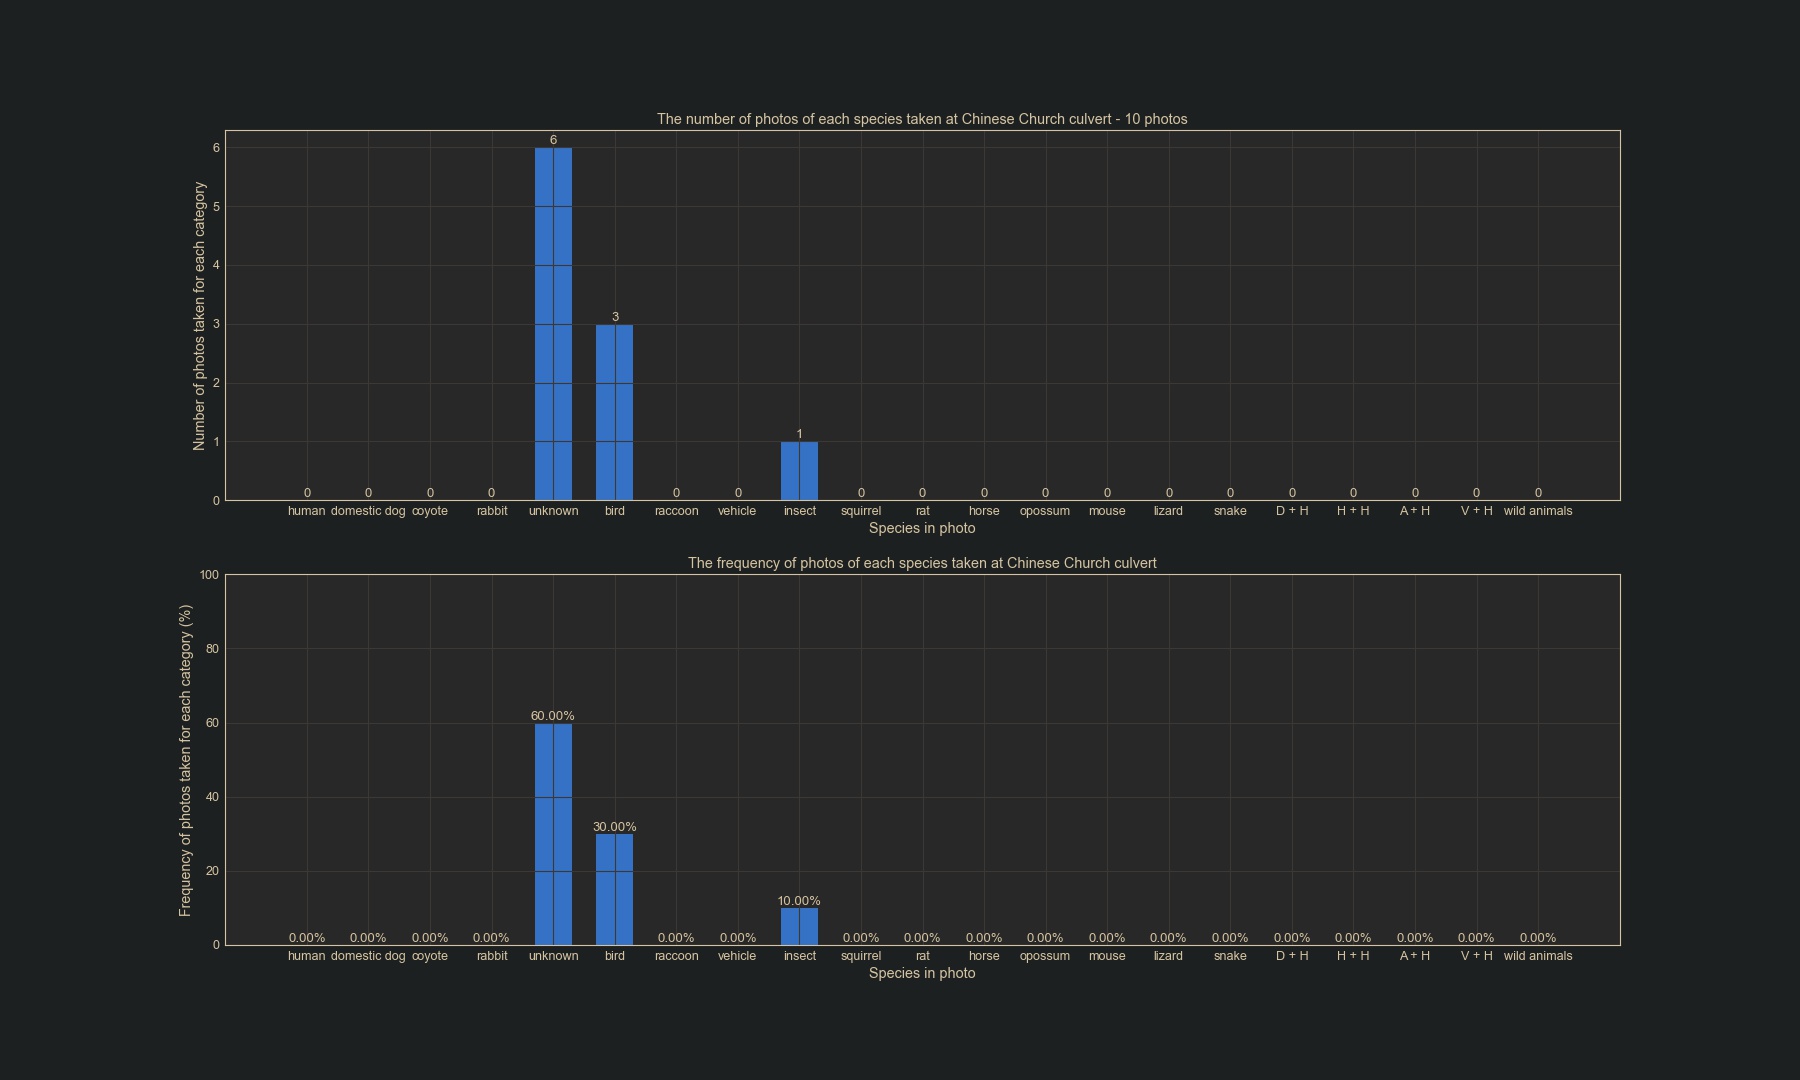 The number of photos of each species taken at Chinese Church culvert - 10 photos
Number of photos taken for each category
6
5
4
3
2
1
0
0 0 0 0 6 3 0 0 1 0 0 0 0 0 0 0 0 0 0 0 0
human domestic dog coyote rabbit unknown bird raccoon vehicle insect squirrel rat horse opossum mouse lizard snake D + H H + H A + H V + H wild animals
Species in photo
The frequency of photos of each species taken at Chinese Church culvert
Frequency of photos taken for each category (%)
100
80
60
40
20
0
0.00% 0.00% 0.00% 0.00% 60.00% 30.00% 0.00% 0.00% 10.00% 0.00% 0.00% 0.00% 0.00% 0.00% 0.00% 0.00% 0.00% 0.00% 0.00% 0.00% 0.00%
human domestic dog coyote rabbit unknown bird raccoon vehicle insect squirrel rat horse opossum mouse lizard snake D + H H + H A + H V + H wild animals
Species in photo